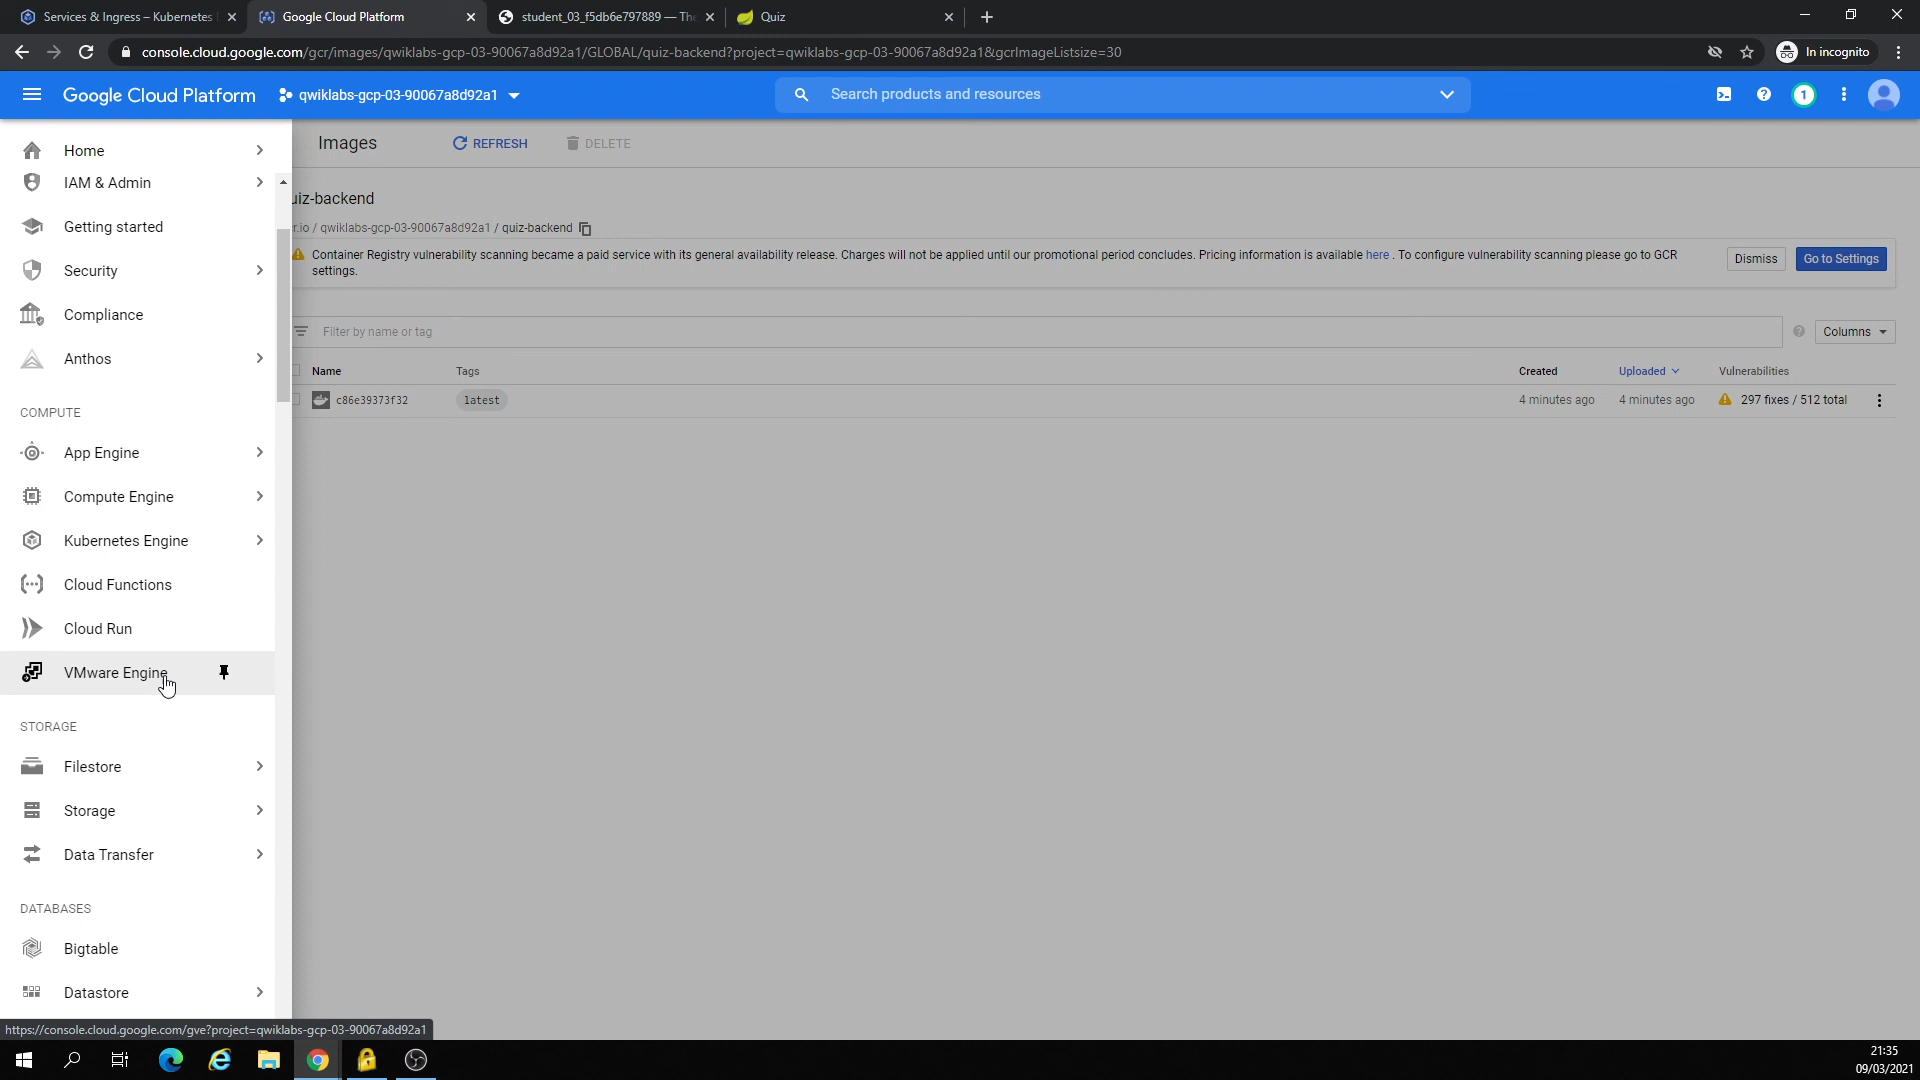 Services & Ingress – Kubernetes
Google Cloud Platform
student_03_f5db6e797889 — The
Quiz
console.cloud.google.com/gcr/images/qwiklabs-gcp-03-90067a8d92a1/GLOBAL/quiz-backend?project=qwiklabs-gcp-03-90067a8d92a1&gcrImageListsize=30
In incognito
Google Cloud Platform
qwiklabs-gcp-03-90067a8d92a1
Search products and resources
1
Home
IAM & Admin
Getting started
Security
Compliance
Anthos
COMPUTE
App Engine
Compute Engine
Kubernetes Engine
Cloud Functions
Cloud Run
VMware Engine
STORAGE
Filestore
Storage
Data Transfer
DATABASES
Bigtable
Datastore
Images
REFRESH
DELETE
uiz-backend
r.io / qwiklabs-gcp-03-90067a8d92a1 / quiz-backend
Container Registry vulnerability scanning became a paid service with its general availability release. Charges will not be applied until our promotional period concludes. Pricing information is available here . To configure vulnerability scanning please go to GCR
settings.
Dismiss
Go to Settings
Filter by name or tag
Columns
Name
Tags
Created
Uploaded
Vulnerabilities
c86e39373f32
latest
4 minutes ago
4 minutes ago
297 fixes / 512 total
https://console.cloud.google.com/gve?project=qwiklabs-gcp-03-90067a8d92a1
21:35
09/03/2021